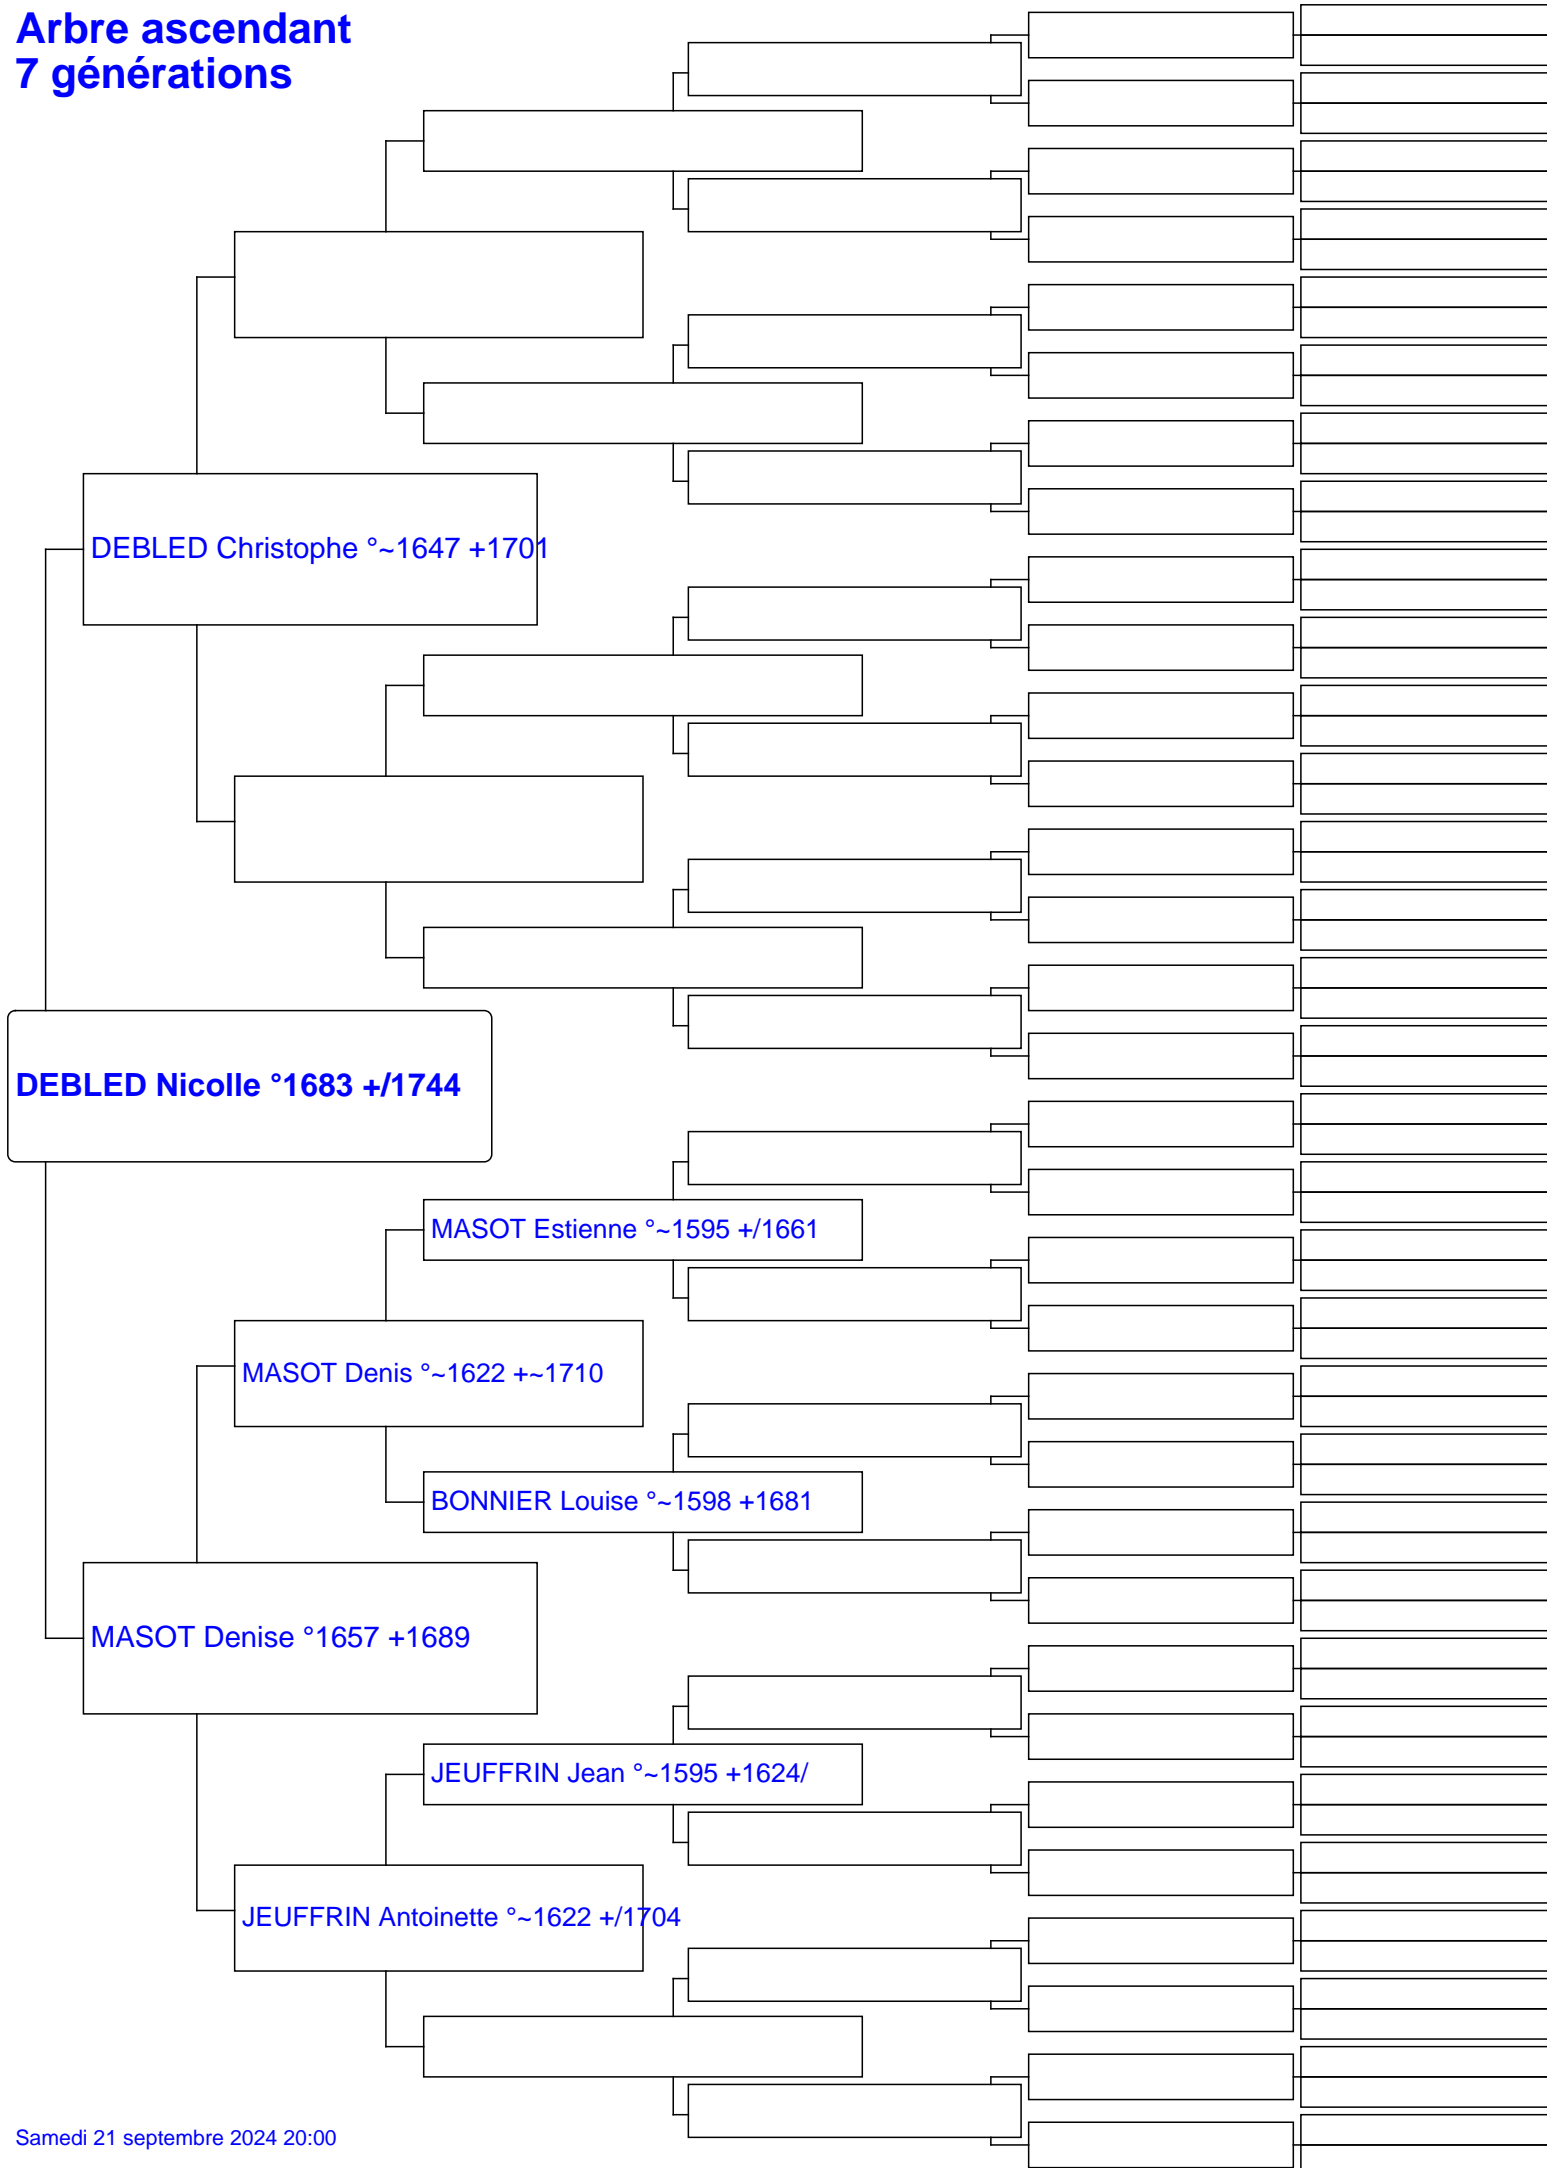 Arbre ascendant
7 générations
DEBLED Christophe °~1647 +1701
DEBLED Nicolle °1683 +/1744
MASOT Estienne °~1595 +/1661
MASOT Denis °~1622 +~1710
BONNIER Louise °~1598 +1681
MASOT Denise °1657 +1689
JEUFFRIN Jean °~1595 +1624/
JEUFFRIN Antoinette °~1622 +/1704
Samedi 21 septembre 2024 20:00